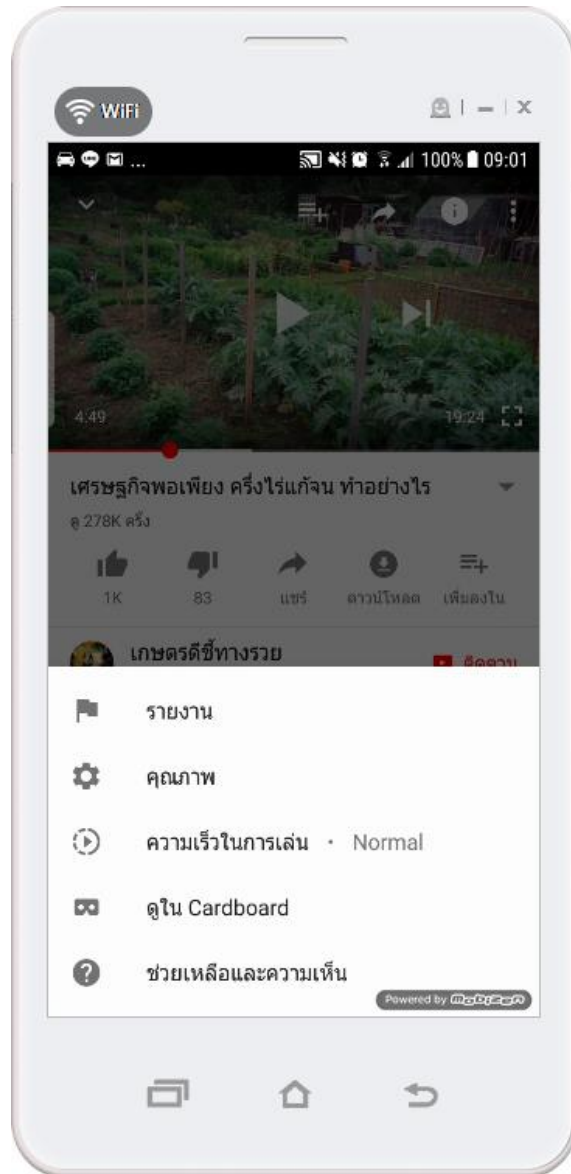 WiFi
... 100% 09:01
4:49 19:24
เศรษฐกิจพอเพียง ครึ่งไร่แก้จน ทำอย่างไร
ดู 278K ครั้ง
1K 83 แชร์ ดาวน์โหลด เพิ่มลงใน
เกษตรดีชี้ทางรวย
ติดตาม
รายงาน
คุณภาพ
ความเร็วในการเล่น · Normal
ดูใน Cardboard
ช่วยเหลือและความเห็น
Powered by mobizen